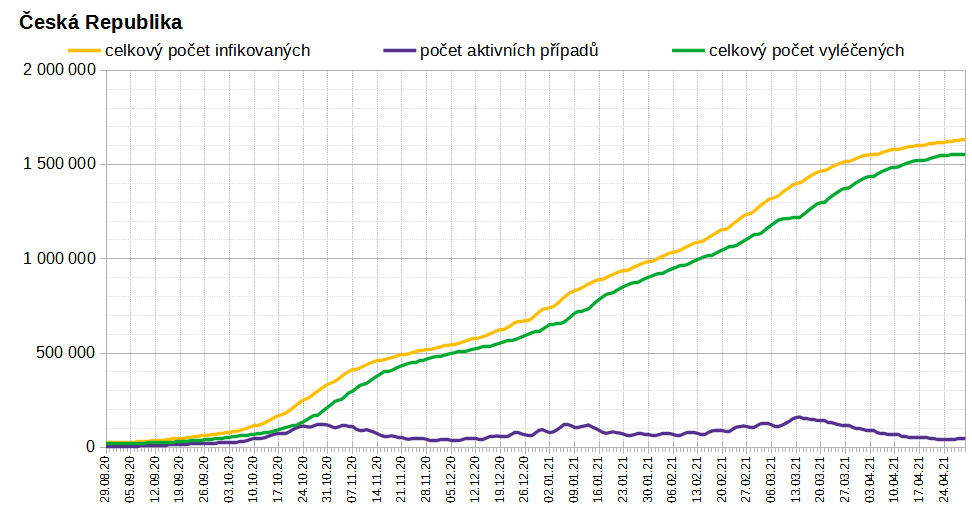 Česká Republika
celkový počet infikovaných počet aktivních případů celkový počet vyléčených
2 000 000
1 500 000
1 000 000
500 000
0
29.08.20 05.09.20 12.09.20 19.09.20 26.09.20 03.10.20 10.10.20 17.10.20 24.10.20 31.10.20 07.11.20 14.11.20 21.11.20 28.11.20 05.12.20 12.12.20 19.12.20 26.12.20 02.01.21 09.01.21 16.01.21 23.01.21 30.01.21 06.02.21 13.02.21 20.02.21 27.02.21 06.03.21 13.03.21 20.03.21 27.03.21 03.04.21 10.04.21 17.04.21 24.04.21